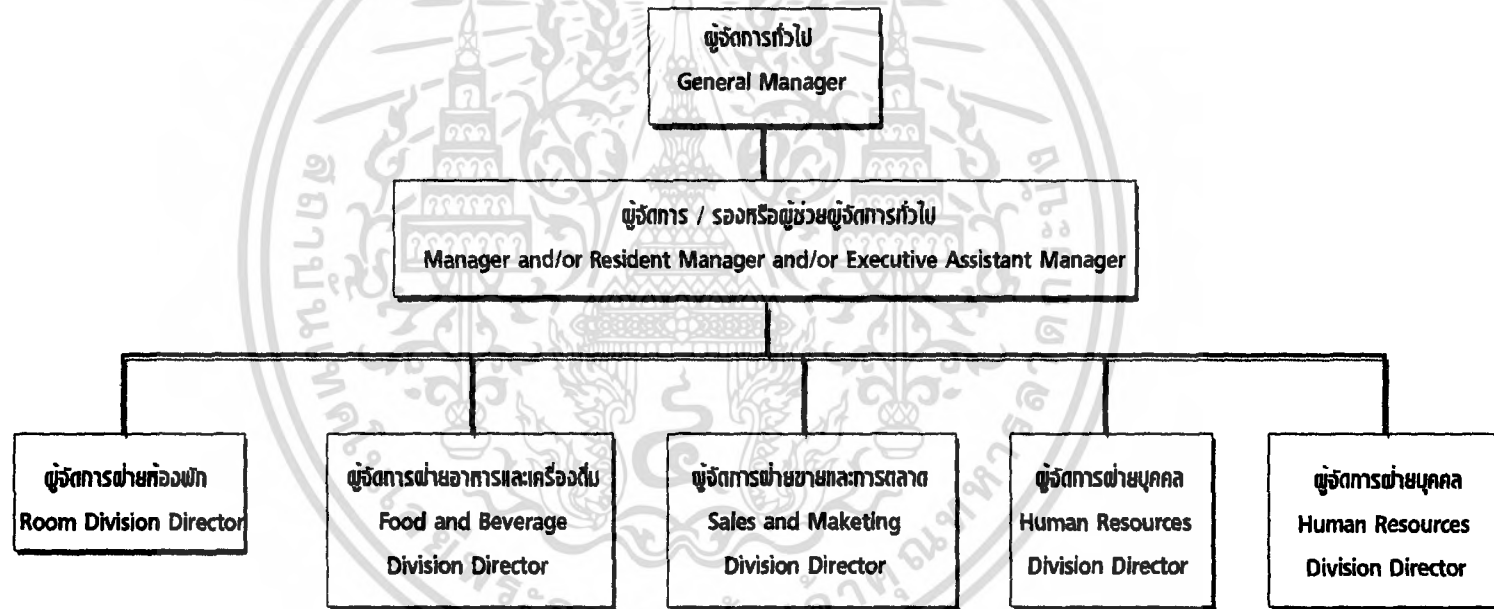 ผู้จัดการทั่วไป
General Manager
ผู้จัดการ / รองหรือผู้ช่วยผู้จัดการทั่วไป
Manager and/or Resident Manager and/or Executive Assistant Manager
ผู้จัดการฝ่ายห้องพัก
Room Division Director
ผู้จัดการฝ่ายอาหารและเครื่องดื่ม
Food and Beverage
Division Director
ผู้จัดการฝ่ายขายและการตลาด
Sales and Maketing
Division Director
ผู้จัดการฝ่ายบุคคล
Human Resources
Division Director
ผู้จัดการฝ่ายบุคคล
Human Resources
Division Director